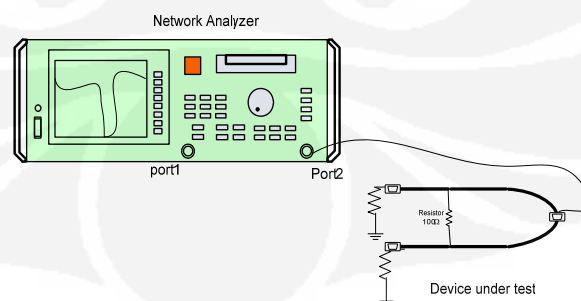 Network Analyzer
port1
Port2
Resistor
100Ω
Device under test